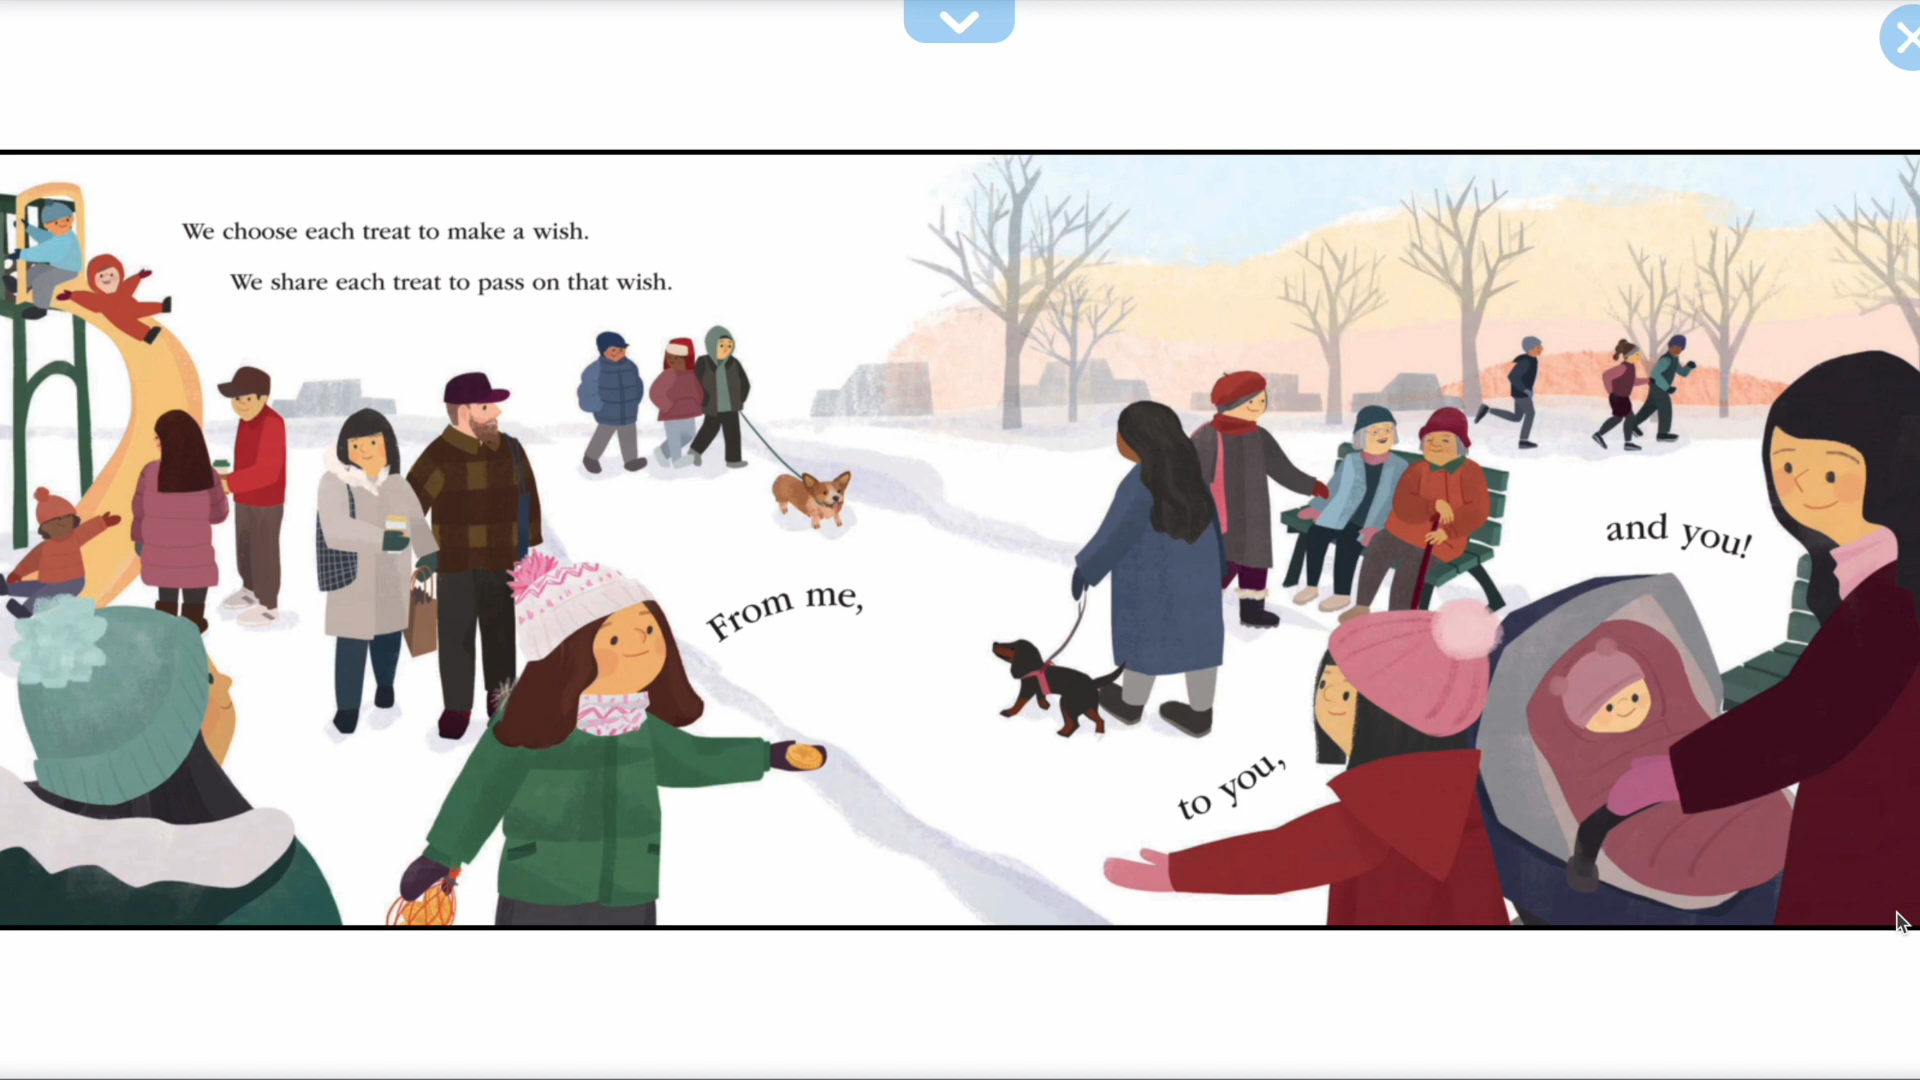 We choose each treat to make a wish.
We share each treat to pass on that wish.
From me,
to you,
and you!